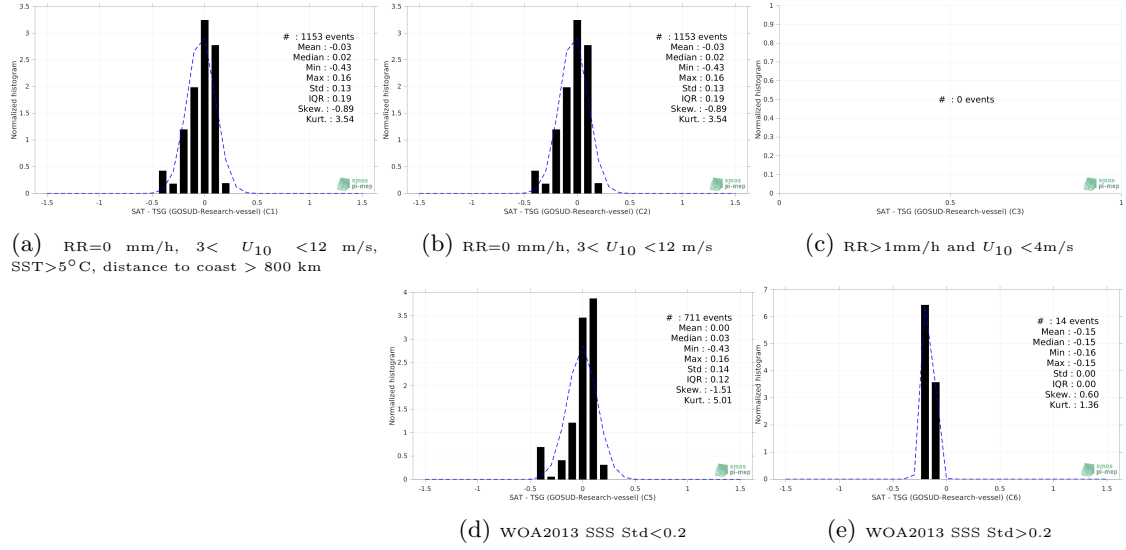 3.5
3
2.5
2
1.5
1
0.5
0
Normalized histogram
# : 1153 events
Mean : -0.03
Median : 0.02
Min : -0.43
Max : 0.16
Std : 0.13
IQR : 0.19
Skew. : -0.89
Kurt. : 3.54
smos
pi-mep
-1.5 -1 -0.5 0 0.5 1 1.5
SAT - TSG (GOSUD-Research-vessel) (C1)
(a) RR=0 mm/h, 3< U10 <12 m/s,
SST>5°C, distance to coast > 800 km
3.5
3
2.5
2
1.5
1
0.5
0
Normalized histogram
# : 1153 events
Mean : -0.03
Median : 0.02
Min : -0.43
Max : 0.16
Std : 0.13
IQR : 0.19
Skew. : -0.89
Kurt. : 3.54
smos
pi-mep
-1.5 -1 -0.5 0 0.5 1 1.5
SAT - TSG (GOSUD-Research-vessel) (C2)
(b) RR=0 mm/h, 3< U10 <12 m/s
1
0.9
0.8
0.7
0.6
0.5
0.4
0.3
0.2
0.1
0
Normalized histogram
# : 0 events
smos
pi-mep
0 0.5 1
SAT - TSG (GOSUD-Research-vessel) (C3)
(c) RR>1mm/h and U10 <4m/s
4
3.5
3
2.5
2
1.5
1
0.5
0
Normalized histogram
# : 711 events
Mean : 0.00
Median : 0.03
Min : -0.43
Max : 0.16
Std : 0.14
IQR : 0.12
Skew. : -1.51
Kurt. : 5.01
smos
pi-mep
-1.5 -1 -0.5 0 0.5 1 1.5
SAT - TSG (GOSUD-Research-vessel) (C5)
(d) WOA2013 SSS Std<0.2
7
6
5
4
3
2
1
0
Normalized histogram
# : 14 events
Mean : -0.15
Median : -0.15
Min : -0.16
Max : -0.15
Std : 0.00
IQR : 0.00
Skew. : 0.60
Kurt. : 1.36
smos
pi-mep
-1.5 -1 -0.5 0 0.5 1 1.5
SAT - TSG (GOSUD-Research-vessel) (C6)
(e) WOA2013 SSS Std>0.2